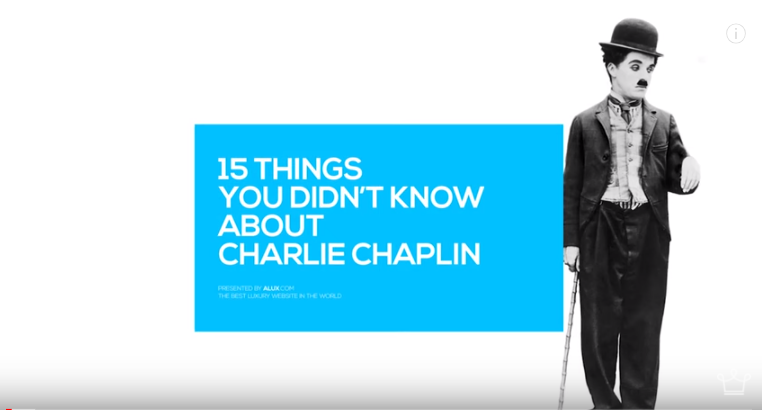 15 THINGS
YOU DIDN'T KNOW
ABOUT
CHARLIE CHAPLIN
PRESENTED BY ALUX.COM
THE BEST LUXURY WEBSITE IN THE WORLD